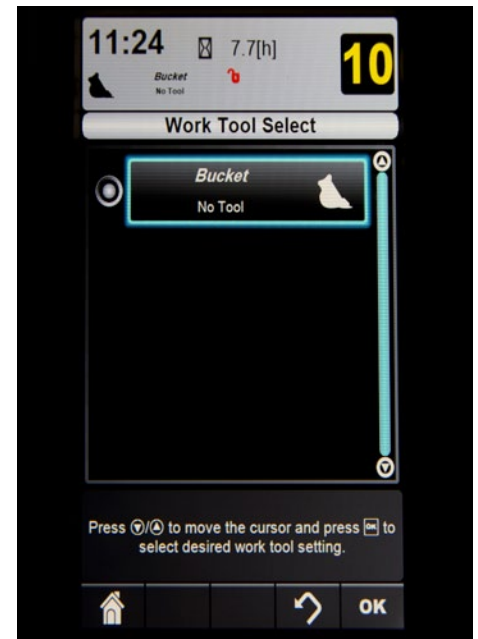 11:24
7.7[h]
10
Bucket
No Tool
Work Tool Select
Bucket
No Tool
Press ▼/▲ to move the cursor and press OK to
select desired work tool setting.
OK